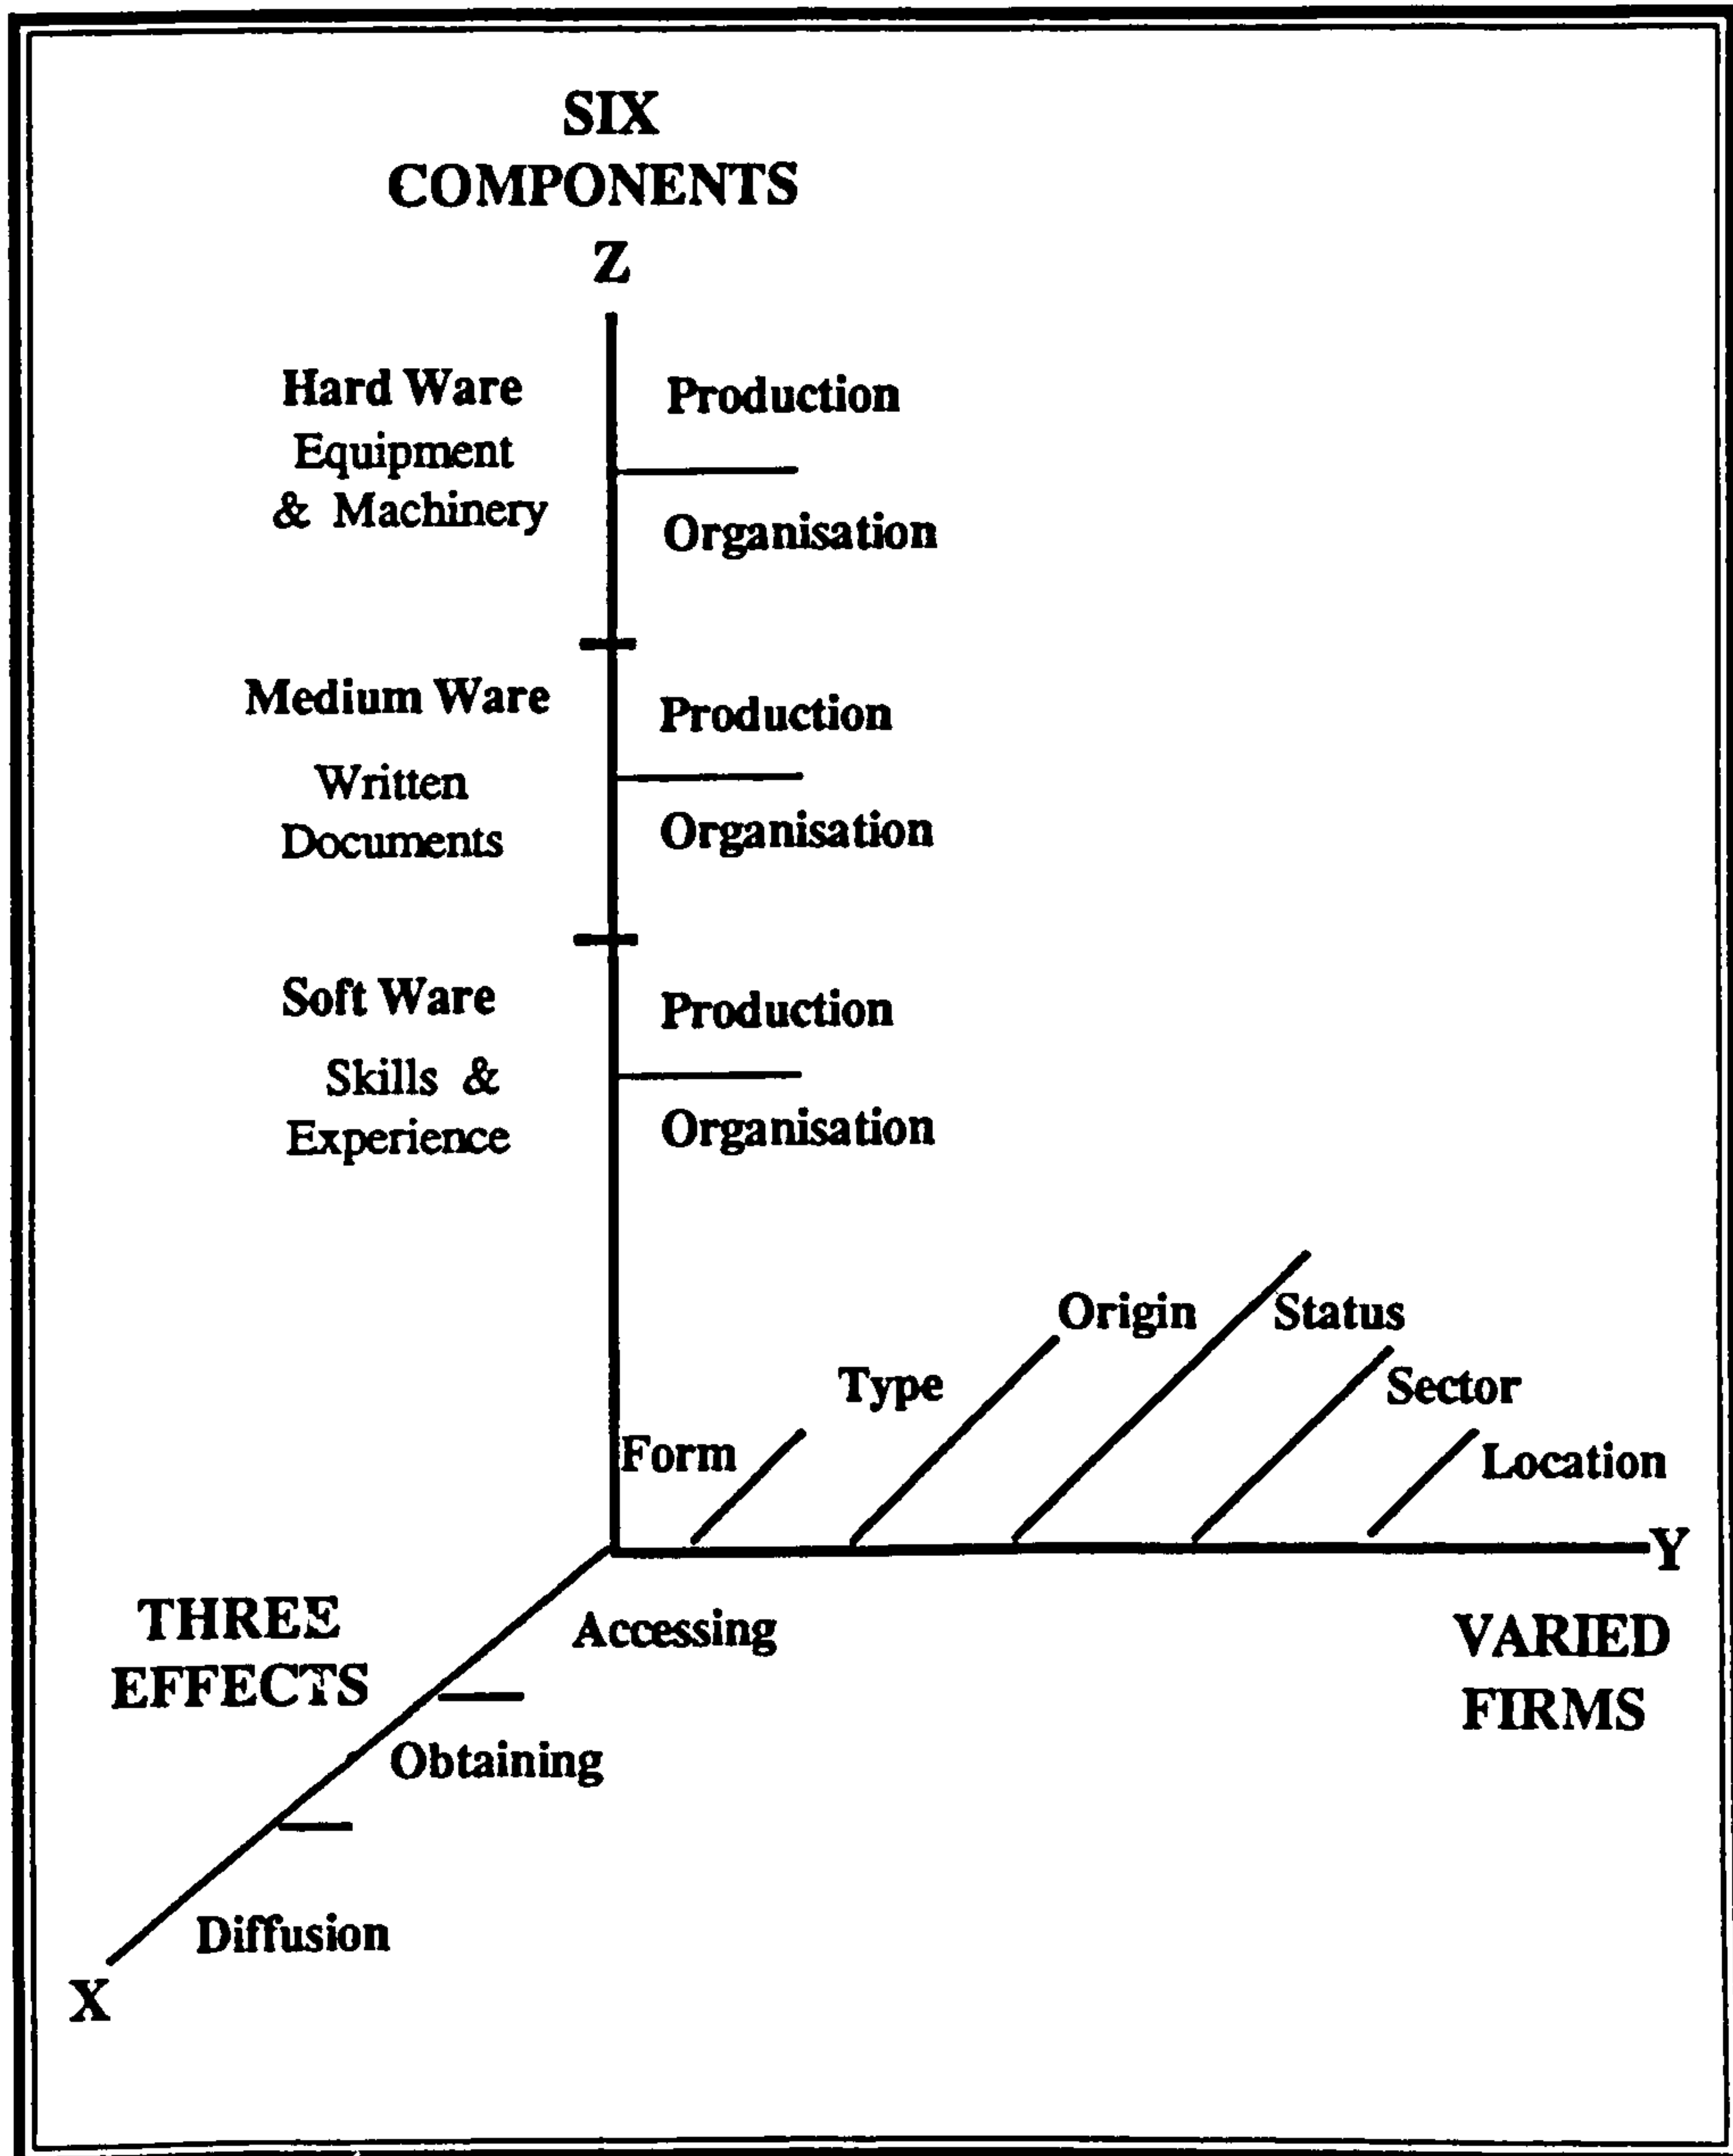 SIX
COMPONENTS
Z
Hard Ware
Equipment
& Machinery
Production
Organisation
Medium Ware
Written
Documents
Production
Organisation
Soft Ware
Skills &
Experience
Production
Organisation
Form
Type
Origin
Status
Sector
Location
Y
VARIED
FIRMS
THREE
EFFECTS
Accessing
Obtaining
Diffusion
X